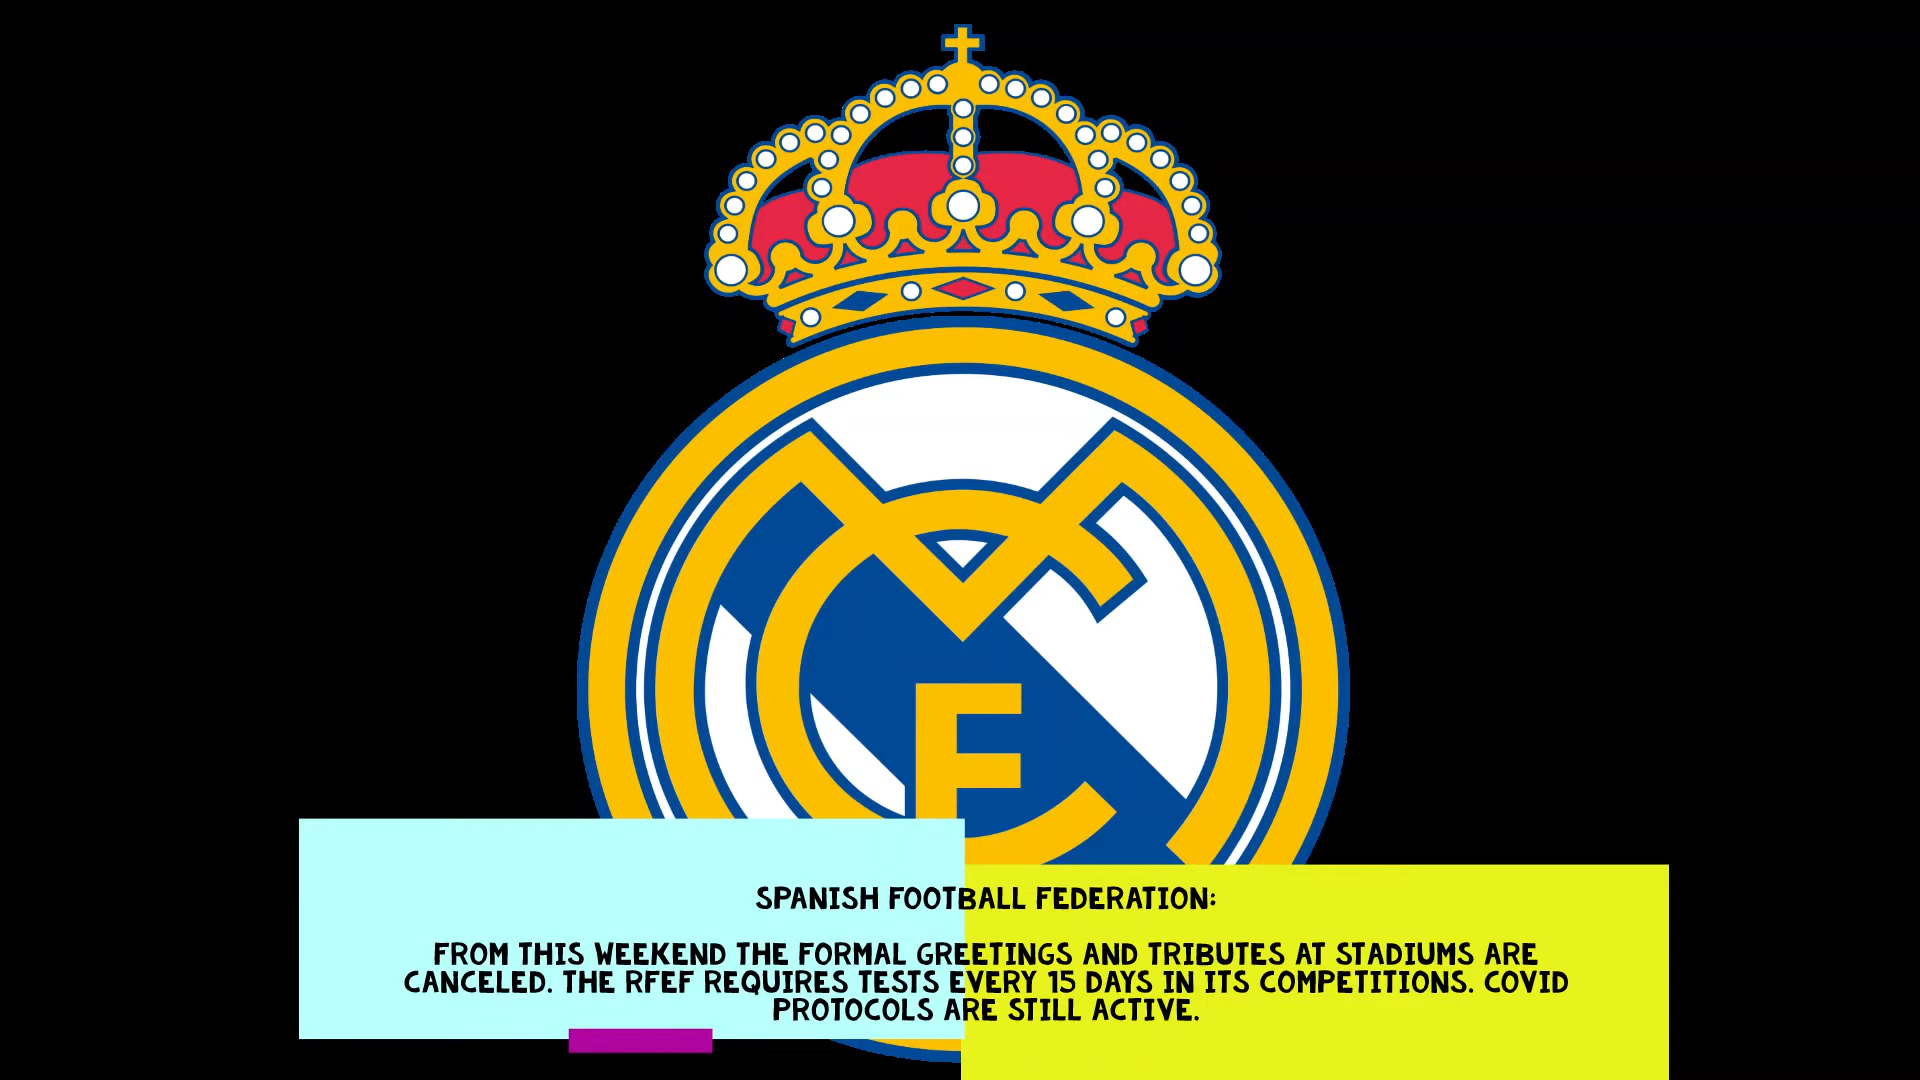 SPANISH FOOTBALL FEDERATION:
FROM THIS WEEKEND THE FORMAL GREETINGS AND TRIBUTES AT STADIUMS ARE
CANCELED. THE RFEF REQUIRES TESTS EVERY 15 DAYS IN ITS COMPETITIONS. COVID
PROTOCOLS ARE STILL ACTIVE.